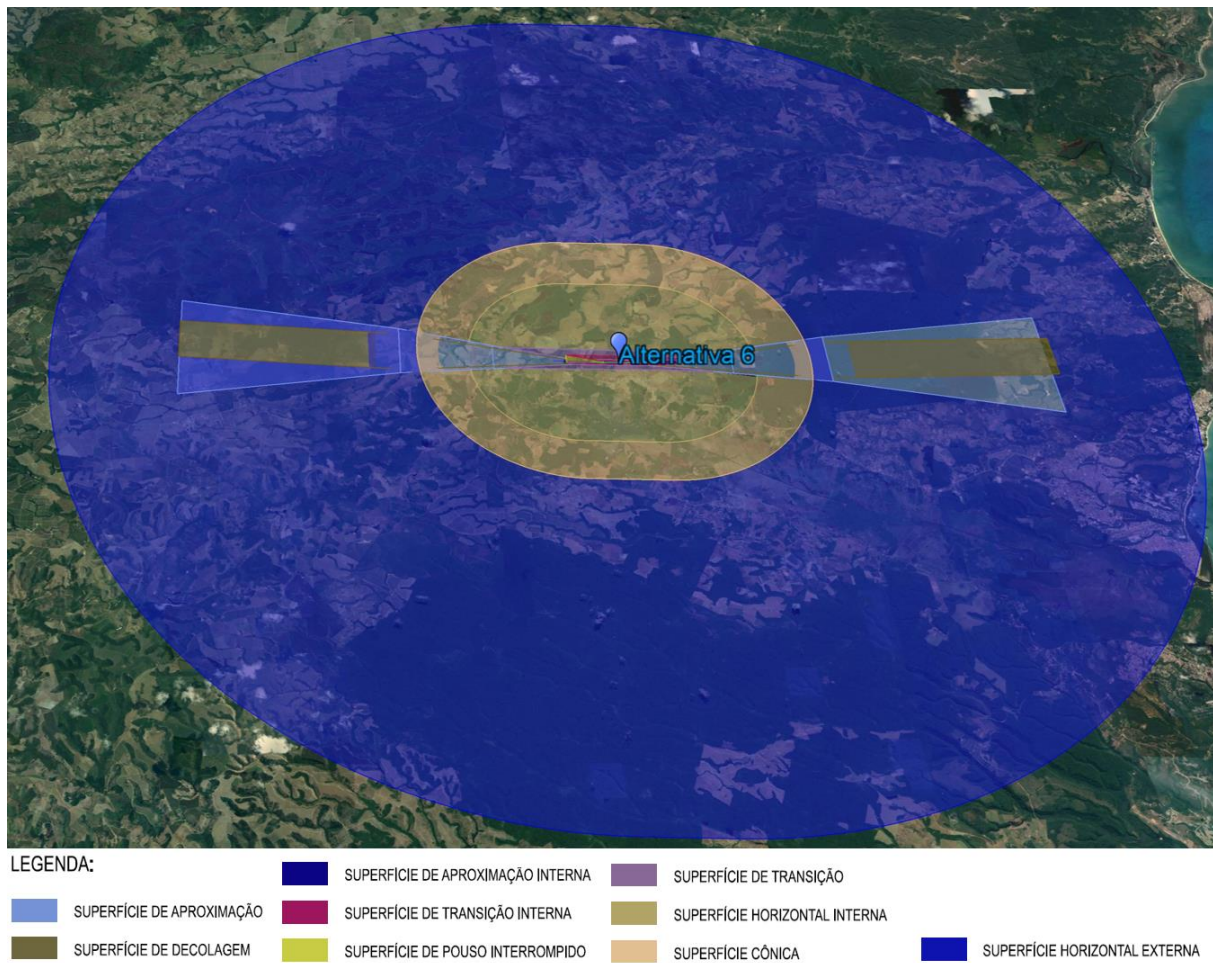 Alternativa 6
LEGENDA:
SUPERFÍCIE DE APROXIMAÇÃO INTERNA
SUPERFÍCIE DE TRANSIÇÃO
SUPERFÍCIE DE APROXIMAÇÃO
SUPERFÍCIE DE TRANSIÇÃO INTERNA
SUPERFÍCIE HORIZONTAL INTERNA
SUPERFÍCIE DE DECOLAGEM
SUPERFÍCIE DE POUSO INTERROMPIDO
SUPERFÍCIE CÔNICA
SUPERFÍCIE HORIZONTAL EXTERNA